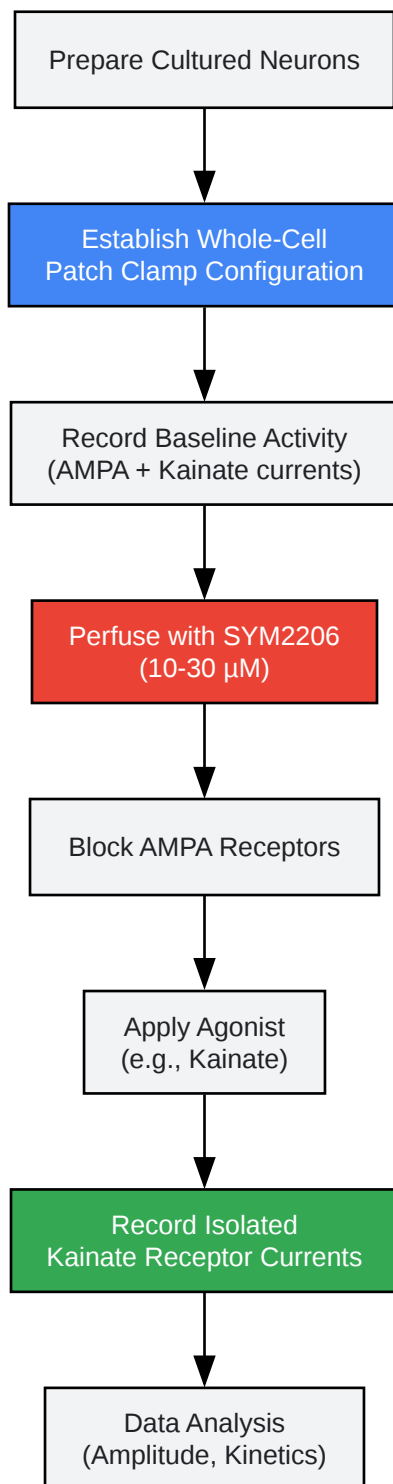 Prepare Cultured Neurons
Establish Whole-Cell
Patch Clamp Configuration
Record Baseline Activity
(AMPA + Kainate currents)
Perfuse with SYM2206
(10-30 µM)
Block AMPA Receptors
Apply Agonist
(e.g., Kainate)
Record Isolated
Kainate Receptor Currents
Data Analysis
(Amplitude, Kinetics)